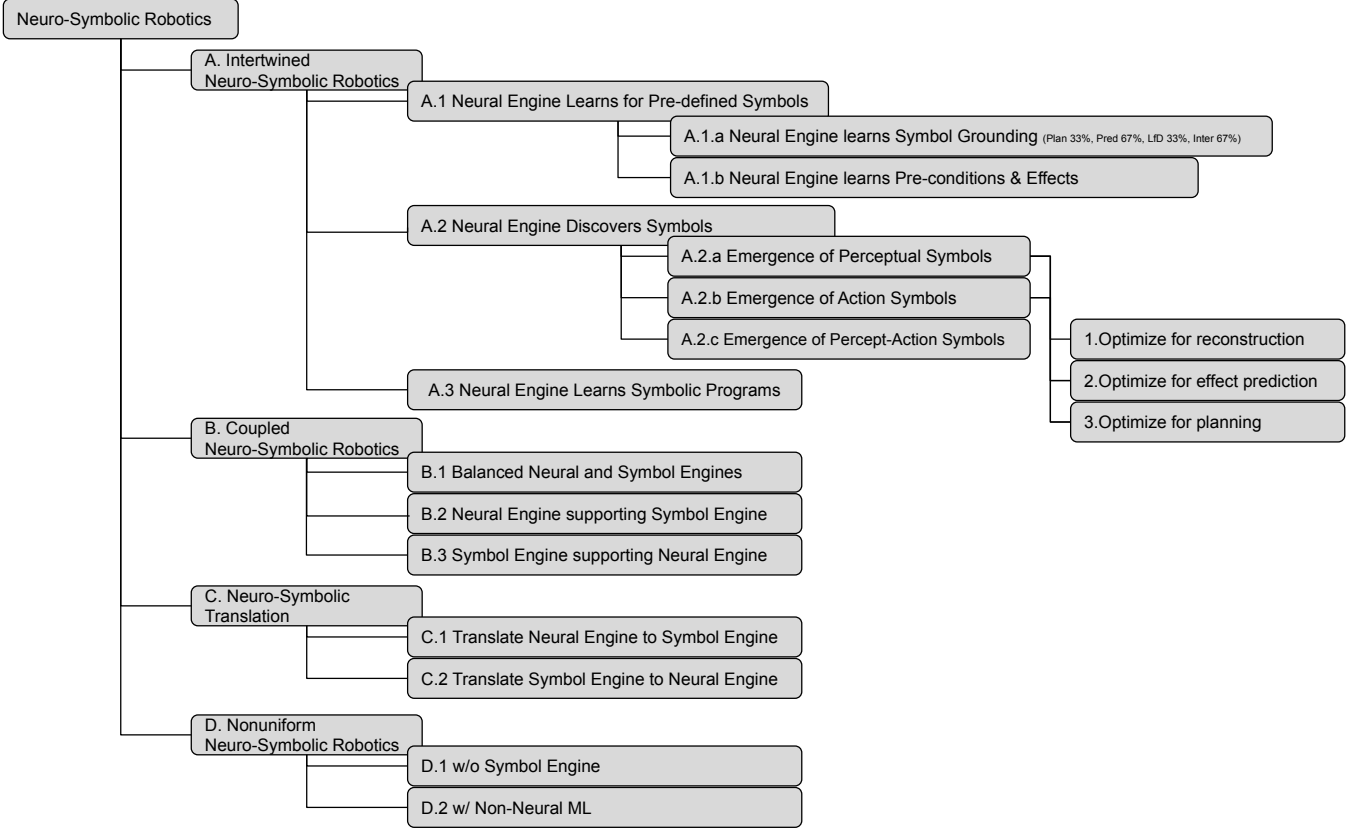 Neuro-Symbolic Robotics
A. Intertwined
Neuro-Symbolic Robotics
A.1 Neural Engine Learns for Pre-defined Symbols
A.1.a Neural Engine learns Symbol Grounding (Plan 33%, Pred 67%, LfD 33%, Inter 67%)
A.1.b Neural Engine learns Pre-conditions & Effects
A.2 Neural Engine Discovers Symbols
A.2.a Emergence of Perceptual Symbols
A.2.b Emergence of Action Symbols
A.2.c Emergence of Percept-Action Symbols
1.Optimize for reconstruction
2.Optimize for effect prediction
3.Optimize for planning
A.3 Neural Engine Learns Symbolic Programs
B. Coupled
Neuro-Symbolic Robotics
B.1 Balanced Neural and Symbol Engines
B.2 Neural Engine supporting Symbol Engine
B.3 Symbol Engine supporting Neural Engine
C. Neuro-Symbolic
Translation
C.1 Translate Neural Engine to Symbol Engine
C.2 Translate Symbol Engine to Neural Engine
D. Nonuniform
Neuro-Symbolic Robotics
D.1 w/o Symbol Engine
D.2 w/ Non-Neural ML